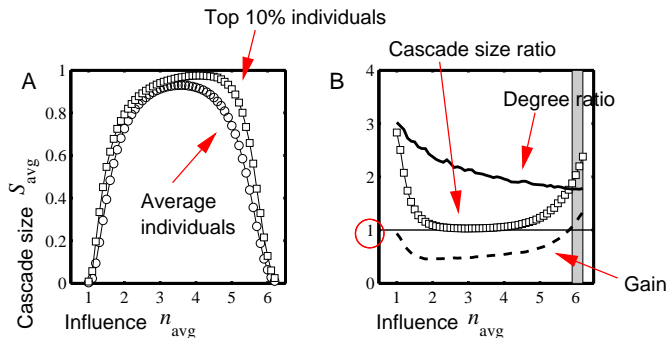 Top 10% individuals
Cascade size ratio
A
B
Degree ratio
Cascade size S_avg
1
0.8
0.6
0.4
0.2
0
Average
individuals
1 2 3 4 5 6
Influence n_avg
4
3
2
1
0
Gain
1 2 3 4 5 6
Influence n_avg